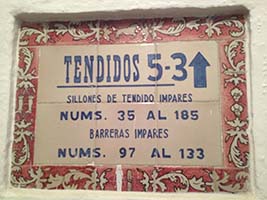 TENDIDOS 5-3
SILLONES DE TENDIDO IMPARES
NUMS. 35 AL 185
BARRERAS IMPARES
NUMS. 97 AL 133